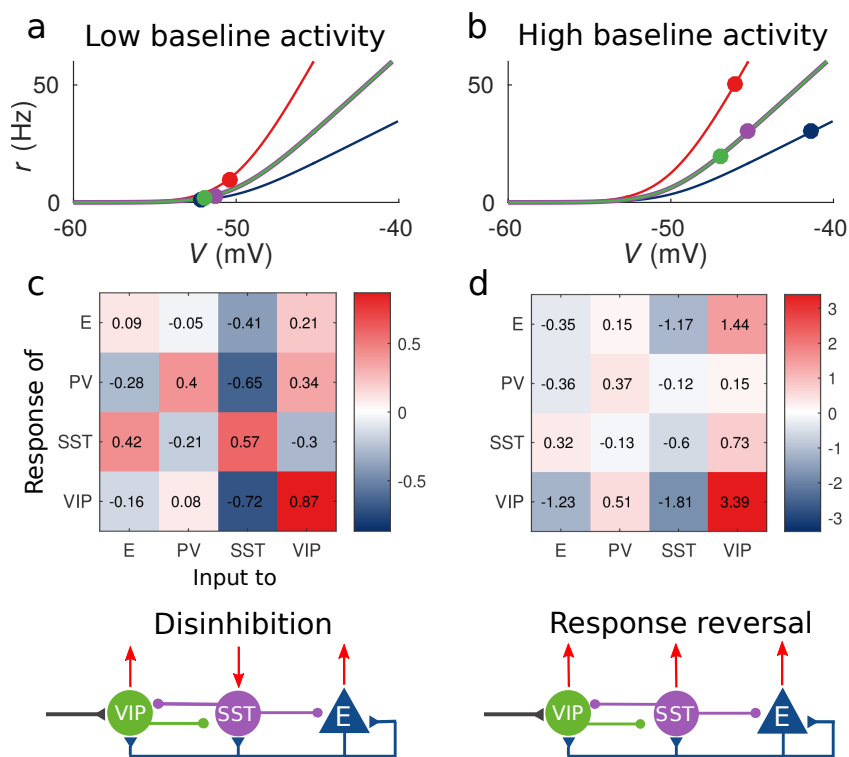 a
Low baseline activity
50
0
r (Hz)
-60
-50
-40
V (mV)
b
High baseline activity
50
0
-60
-50
-40
V (mV)
c
Response of
E 0.09 -0.05 -0.41 0.21
PV -0.28 0.4 -0.65 0.34
SST 0.42 -0.21 0.57 -0.3
VIP -0.16 0.08 -0.72 0.87
E PV SST VIP
Input to
0.5
0
-0.5
d
E -0.35 0.15 -1.17 1.44
PV -0.36 0.37 -0.12 0.15
SST 0.32 -0.13 -0.6 0.73
VIP -1.23 0.51 -1.81 3.39
E PV SST VIP
3
2
1
0
-1
-2
-3
Disinhibition
VIP SST E
Response reversal
VIP SST E